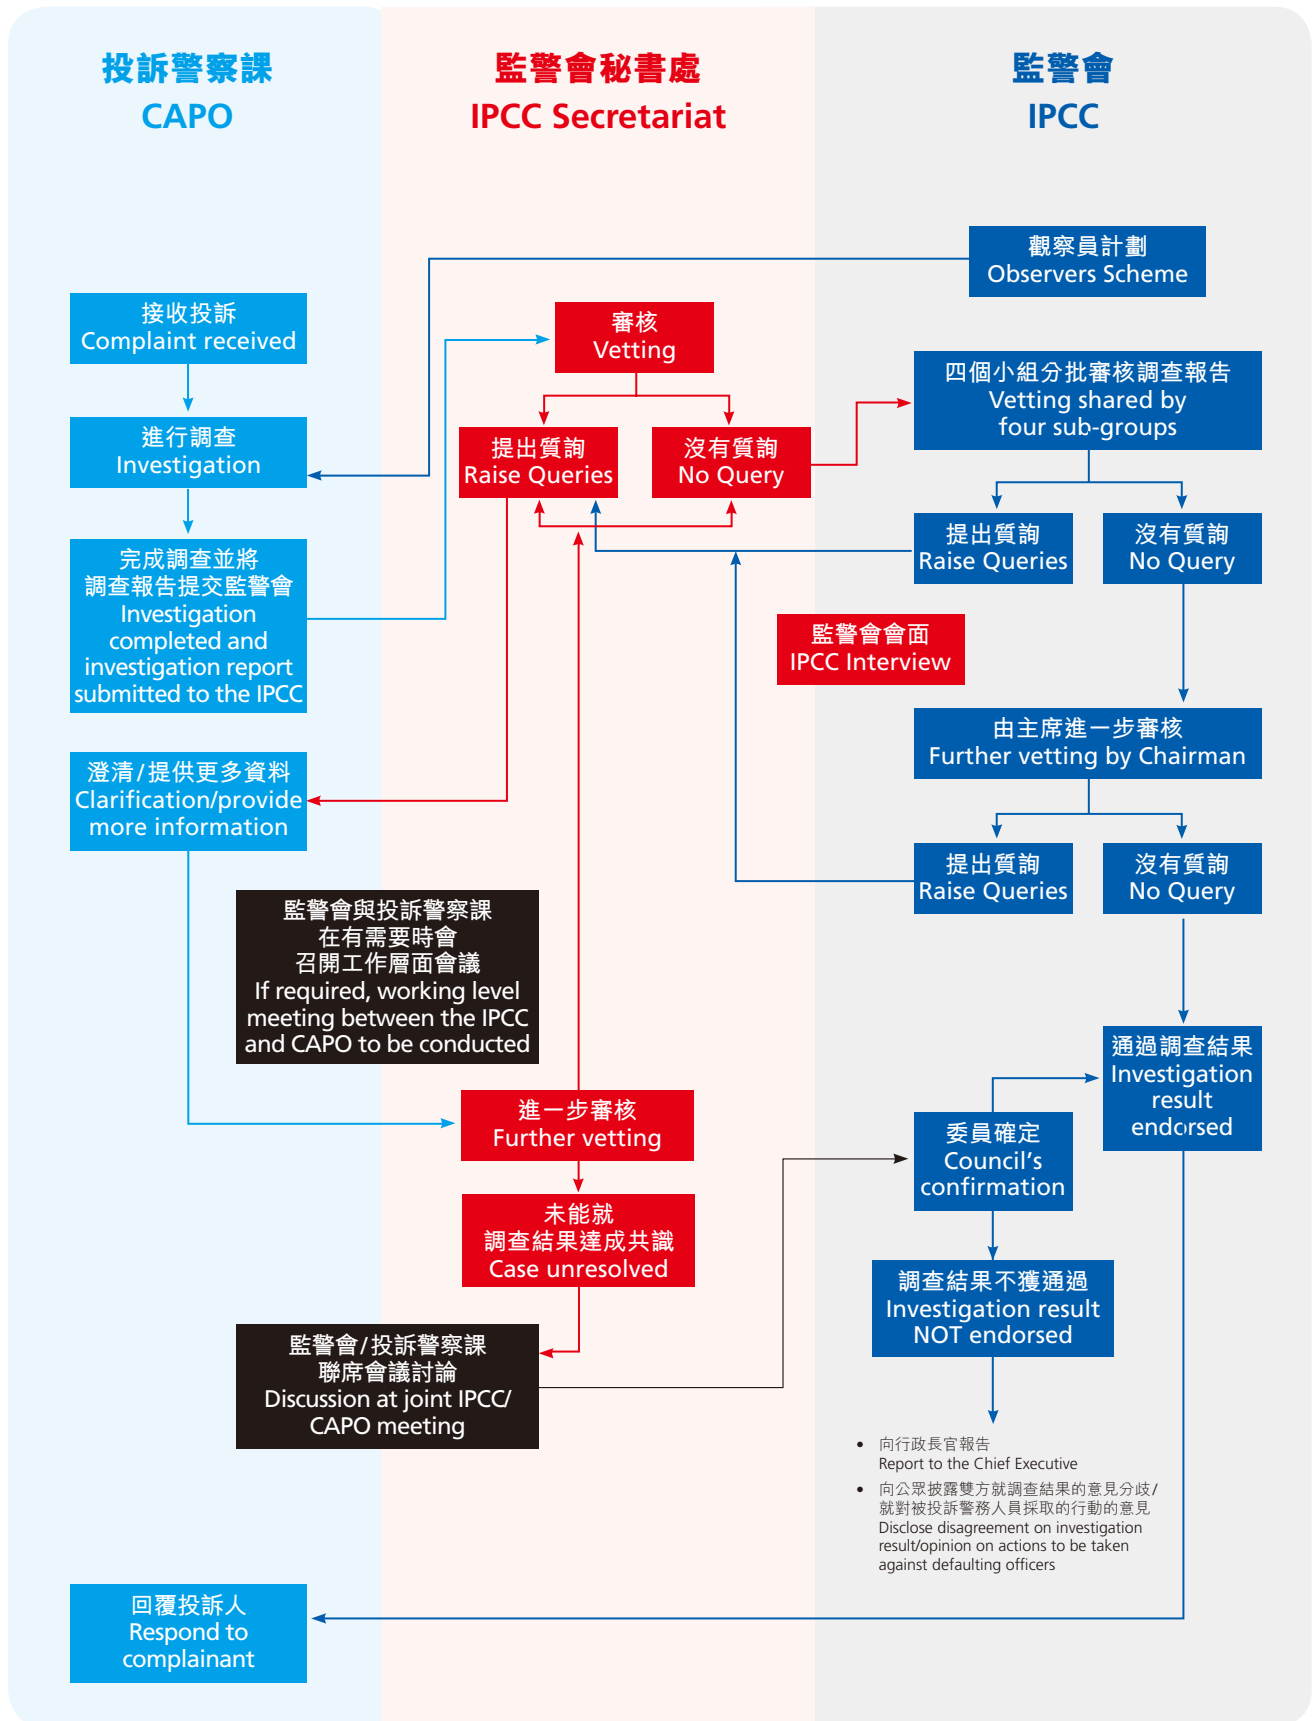 投訴警察課
CAPO
監警會秘書處
IPCC Secretariat
監警會
IPCC
觀察員計劃
Observers Scheme
接收投訴
Complaint received
審核
Vetting
四個小組分批審核調查報告
Vetting shared by
four sub-groups
進行調查
Investigation
提出質詢
Raise Queries
沒有質詢
No Query
提出質詢
Raise Queries
沒有質詢
No Query
完成調查並將
調查報告提交監警會
Investigation
completed and
investigation report
submitted to the IPCC
監警會會面
IPCC Interview
由主席進一步審核
Further vetting by Chairman
澄清/提供更多資料
Clarification/provide
more information
提出質詢
Raise Queries
沒有質詢
No Query
監警會與投訴警察課
在有需要時會
召開工作層面會議
If required, working level
meeting between the IPCC
and CAPO to be conducted
通過調查結果
Investigation
result
endorsed
進一步審核
Further vetting
委員確定
Council's
confirmation
未能就
調查結果達成共識
Case unresolved
調查結果不獲通過
Investigation result
NOT endorsed
監警會/投訴警察課
聯席會議討論
Discussion at joint IPCC/
CAPO meeting
• 向行政長官報告
Report to the Chief Executive
• 向公眾披露雙方就調查結果的意見分歧/
就對被投訴警務人員採取的行動的意見
Disclose disagreement on investigation
result/opinion on actions to be taken
against defaulting officers
回覆投訴人
Respond to
complainant